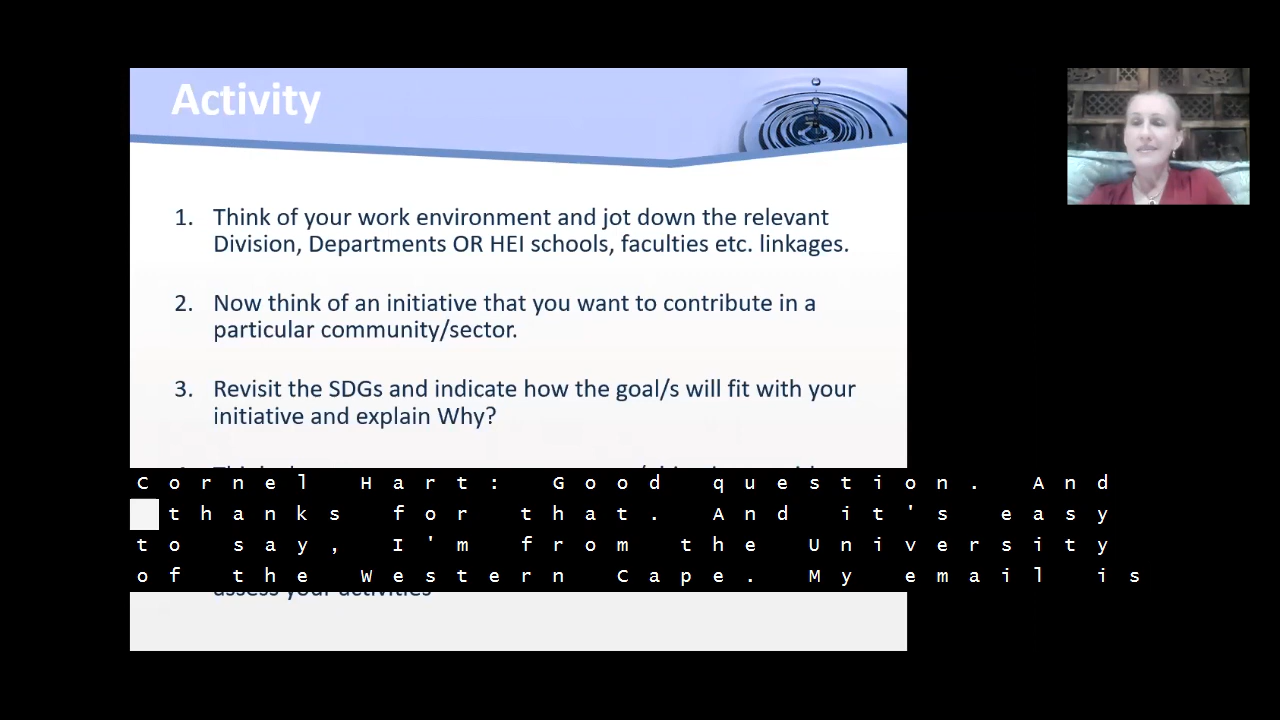 Activity
1. Think of your work environment and jot down the relevant
Division, Departments OR HEI schools, faculties etc. linkages.
2. Now think of an initiative that you want to contribute in a
particular community/sector.
3. Revisit the SDGs and indicate how the goal/s will fit with your
initiative and explain Why?
Cornel Hart: Good question. And
thanks for that. And it's easy
to say, I'm from the University
of the Western Cape. My email is
assess your activities